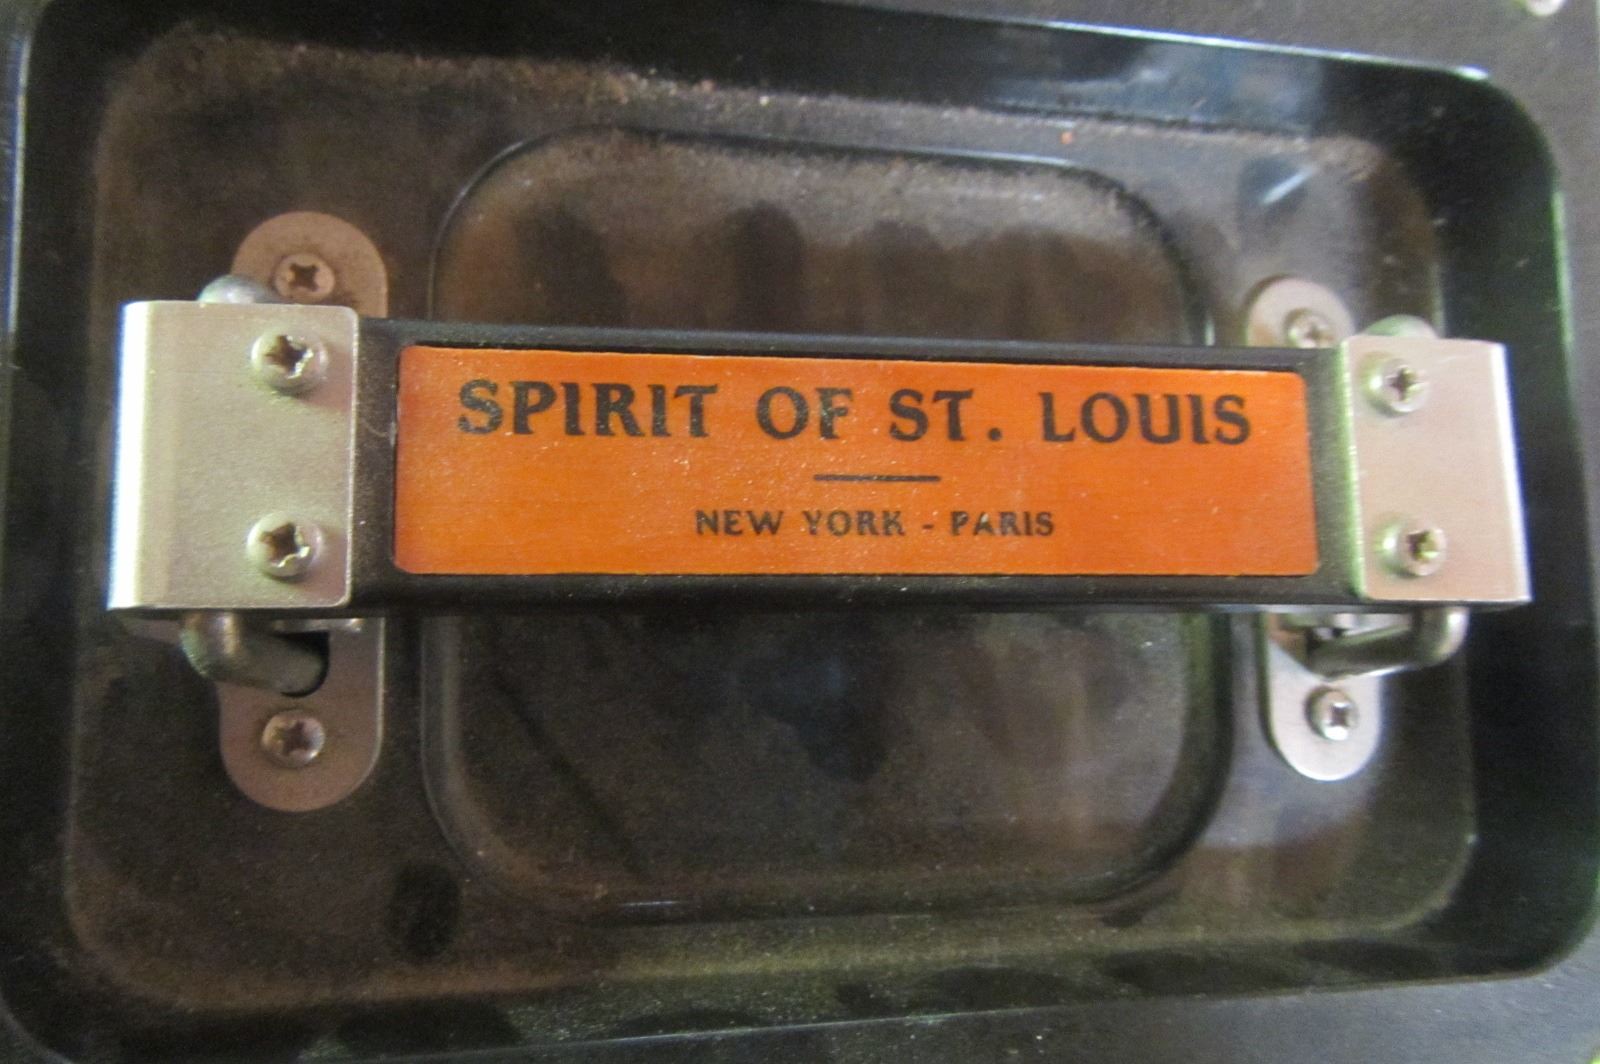 SPIRIT OF ST. LOUIS
NEW YORK - PARIS